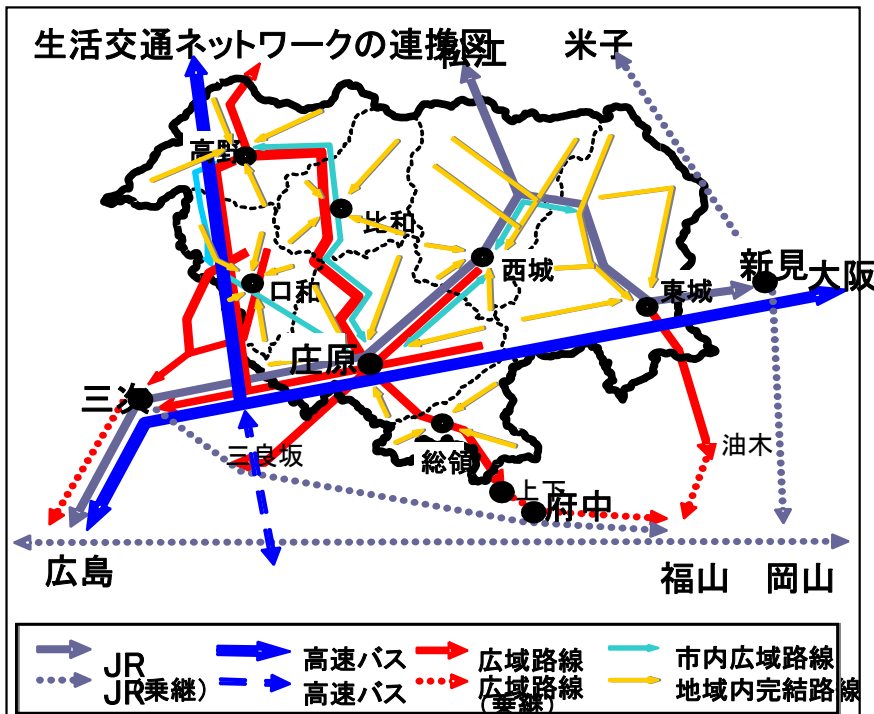 生活交通ネットワークの連携図
松江
米子
高野
比和
西城
口和
東城
新見
大阪
庄原
三次
三良坂
総領
油木
上下
府中
広島
福山
岡山
JR
高速バス
広域路線
市内広域路線
JR(乗継)
高速バス
広域路線
(乗継)
地域内完結路線